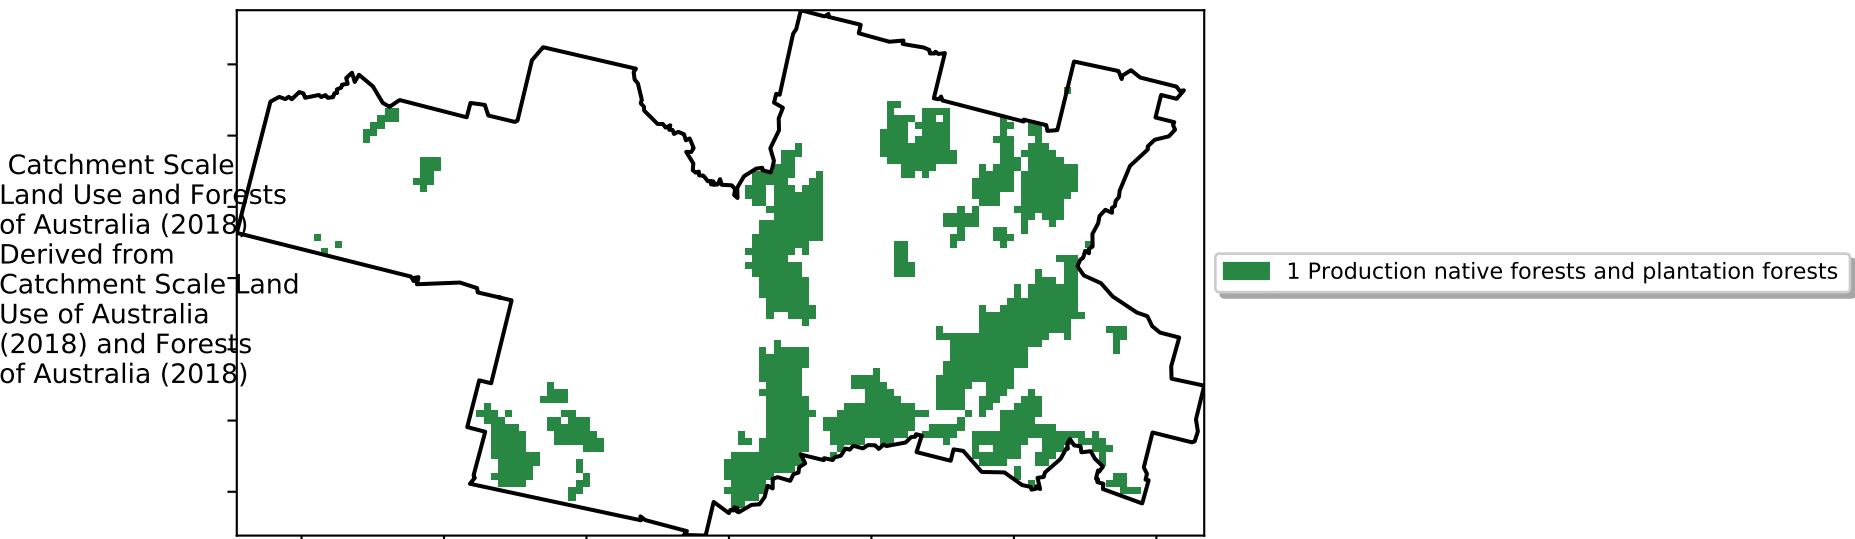 Catchment Scale
Land Use and Forests
of Australia (2018)
Derived from
Catchment Scale Land
Use of Australia
(2018) and Forests
of Australia (2018)
1 Production native forests and plantation forests